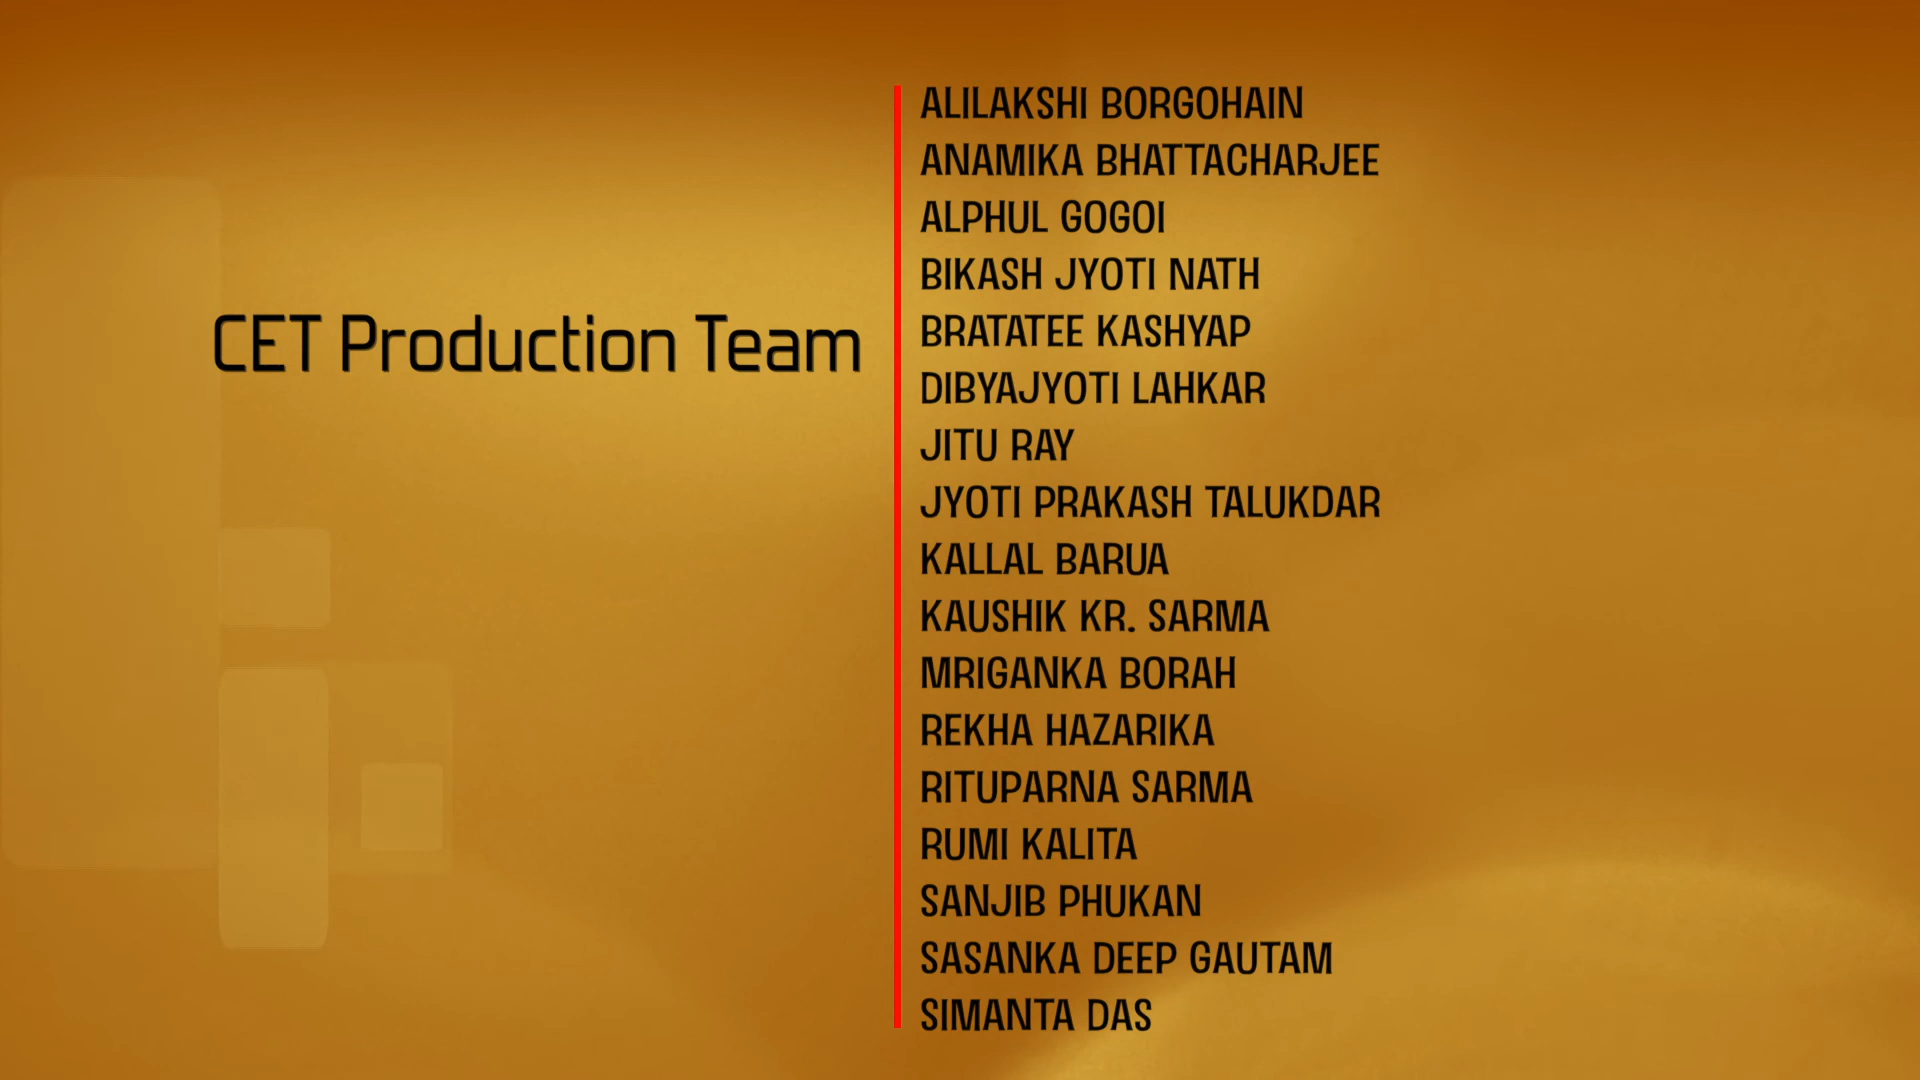 CET Production Team
ALILAKSHI BORGOHAIN
ANAMIKA BHATTACHARJEE
ALPHUL GOGOI
BIKASH JYOTI NATH
BRATATEE KASHYAP
DIBYAJYOTI LAHKAR
JITU RAY
JYOTI PRAKASH TALUKDAR
KALLAL BARUA
KAUSHIK KR. SARMA
MRIGANKA BORAH
REKHA HAZARIKA
RITUPARNA SARMA
RUMI KALITA
SANJIB PHUKAN
SASANKA DEEP GAUTAM
SIMANTA DAS